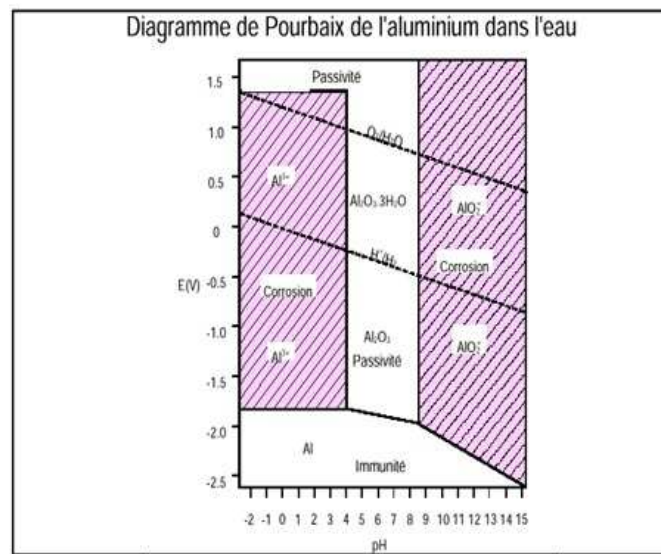 Diagramme de Pourbaix de l'aluminium dans l'eau
1.5
Passivité
1.0
O₂/H₂O
0.5
Al³⁺
Al₂O₃.3H₂O
AlO₂⁻
0
H⁺/H₂
-0.5
Corrosion
E(V)
Corrosion
-1.0
Al³⁺
Al₂O₃
Passivité
AlO₂⁻
-1.5
-2.0
Al
Immunité
-2.5
-2 -1 0 1 2 3 4 5 6 7 8 9 10 11 12 13 14 15
pH